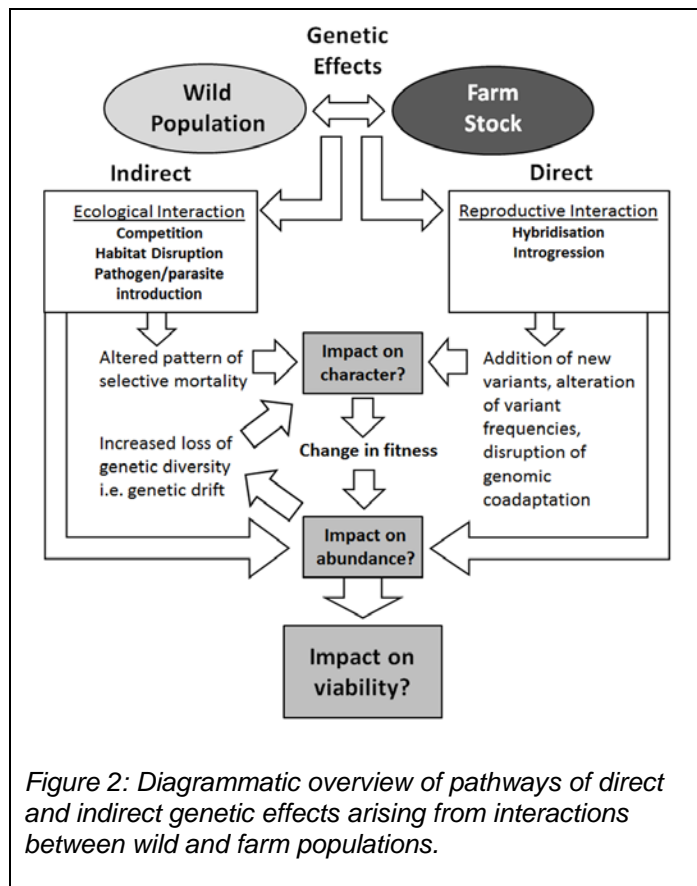 Genetic
Effects
Wild
Population
Farm
Stock
Indirect
Direct
Ecological Interaction
Competition
Habitat Disruption
Pathogen/parasite
introduction
Reproductive Interaction
Hybridisation
Introgression
Altered pattern of
selective mortality
Impact on
character?
Addition of new
variants, alteration
of variant
frequencies,
disruption of
genomic
coadaptation
Increased loss of
genetic diversity
i.e. genetic drift
Change in fitness
Impact on
abundance?
Impact on
viability?
Figure 2: Diagrammatic overview of pathways of direct
and indirect genetic effects arising from interactions
between wild and farm populations.